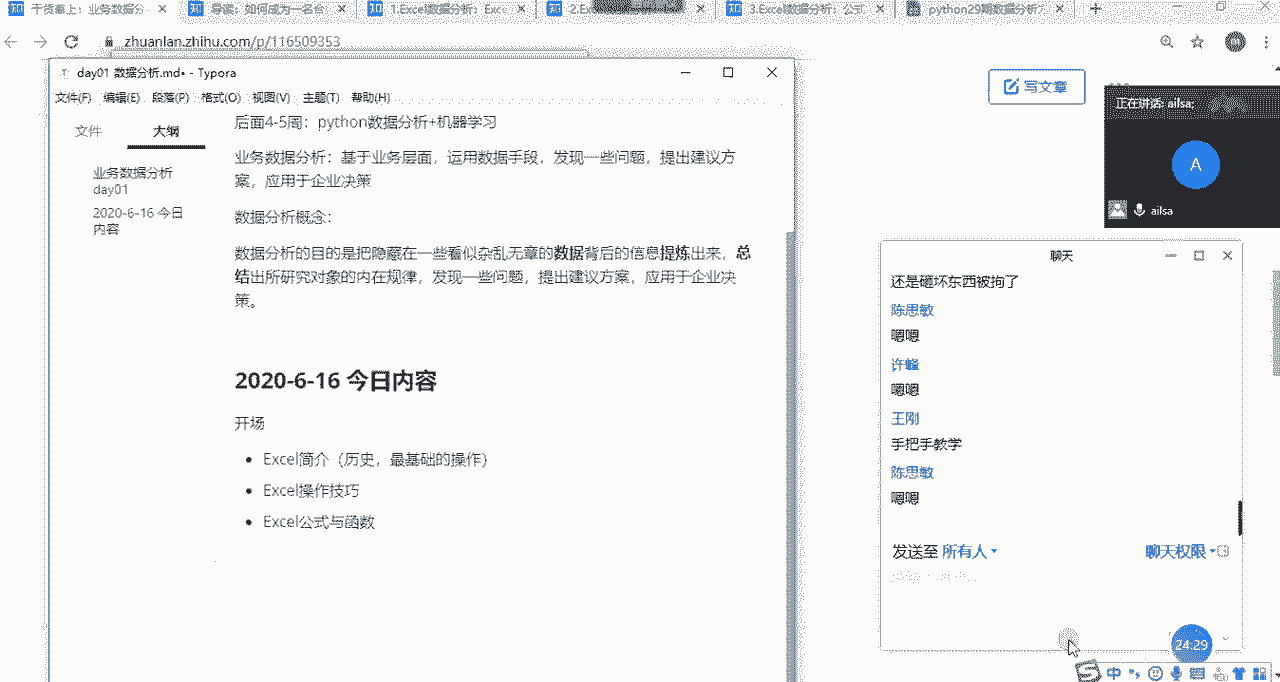 干货奉上：业务数据分
导读：如何成为一名合
1.Excel数据分析：Exc
2.Ex
3.Excel数据分析：公式
python29期数据分析方
zhuanlan.zhihu.com/p/116509353
写文章
day01 数据分析.md• - Typora
文件(F) 编辑(E) 段落(P) 格式(O) 视图(V) 主题(T) 帮助(H)
文件 大纲
业务数据分析
day01
2020-6-16 今日
内容
后面4-5周：python数据分析+机器学习
业务数据分析：基于业务层面，运用数据手段，发现一些问题，提出建议方
案，应用于企业决策
数据分析概念：
数据分析的目的是把隐藏在一些看似杂乱无章的数据背后的信息提炼出来，总
结出所研究对象的内在规律，发现一些问题，提出建议方案，应用于企业决
策。
2020-6-16 今日内容
开场
Excel简介（历史，最基础的操作）
Excel操作技巧
Excel公式与函数
正在讲话: ailsa;
A
ailsa
聊天
还是砸坏东西被拘了
陈思敏
嗯嗯
许峰
嗯嗯
王刚
手把手教学
陈思敏
嗯嗯
发送至 所有人
聊天权限
24:29
中